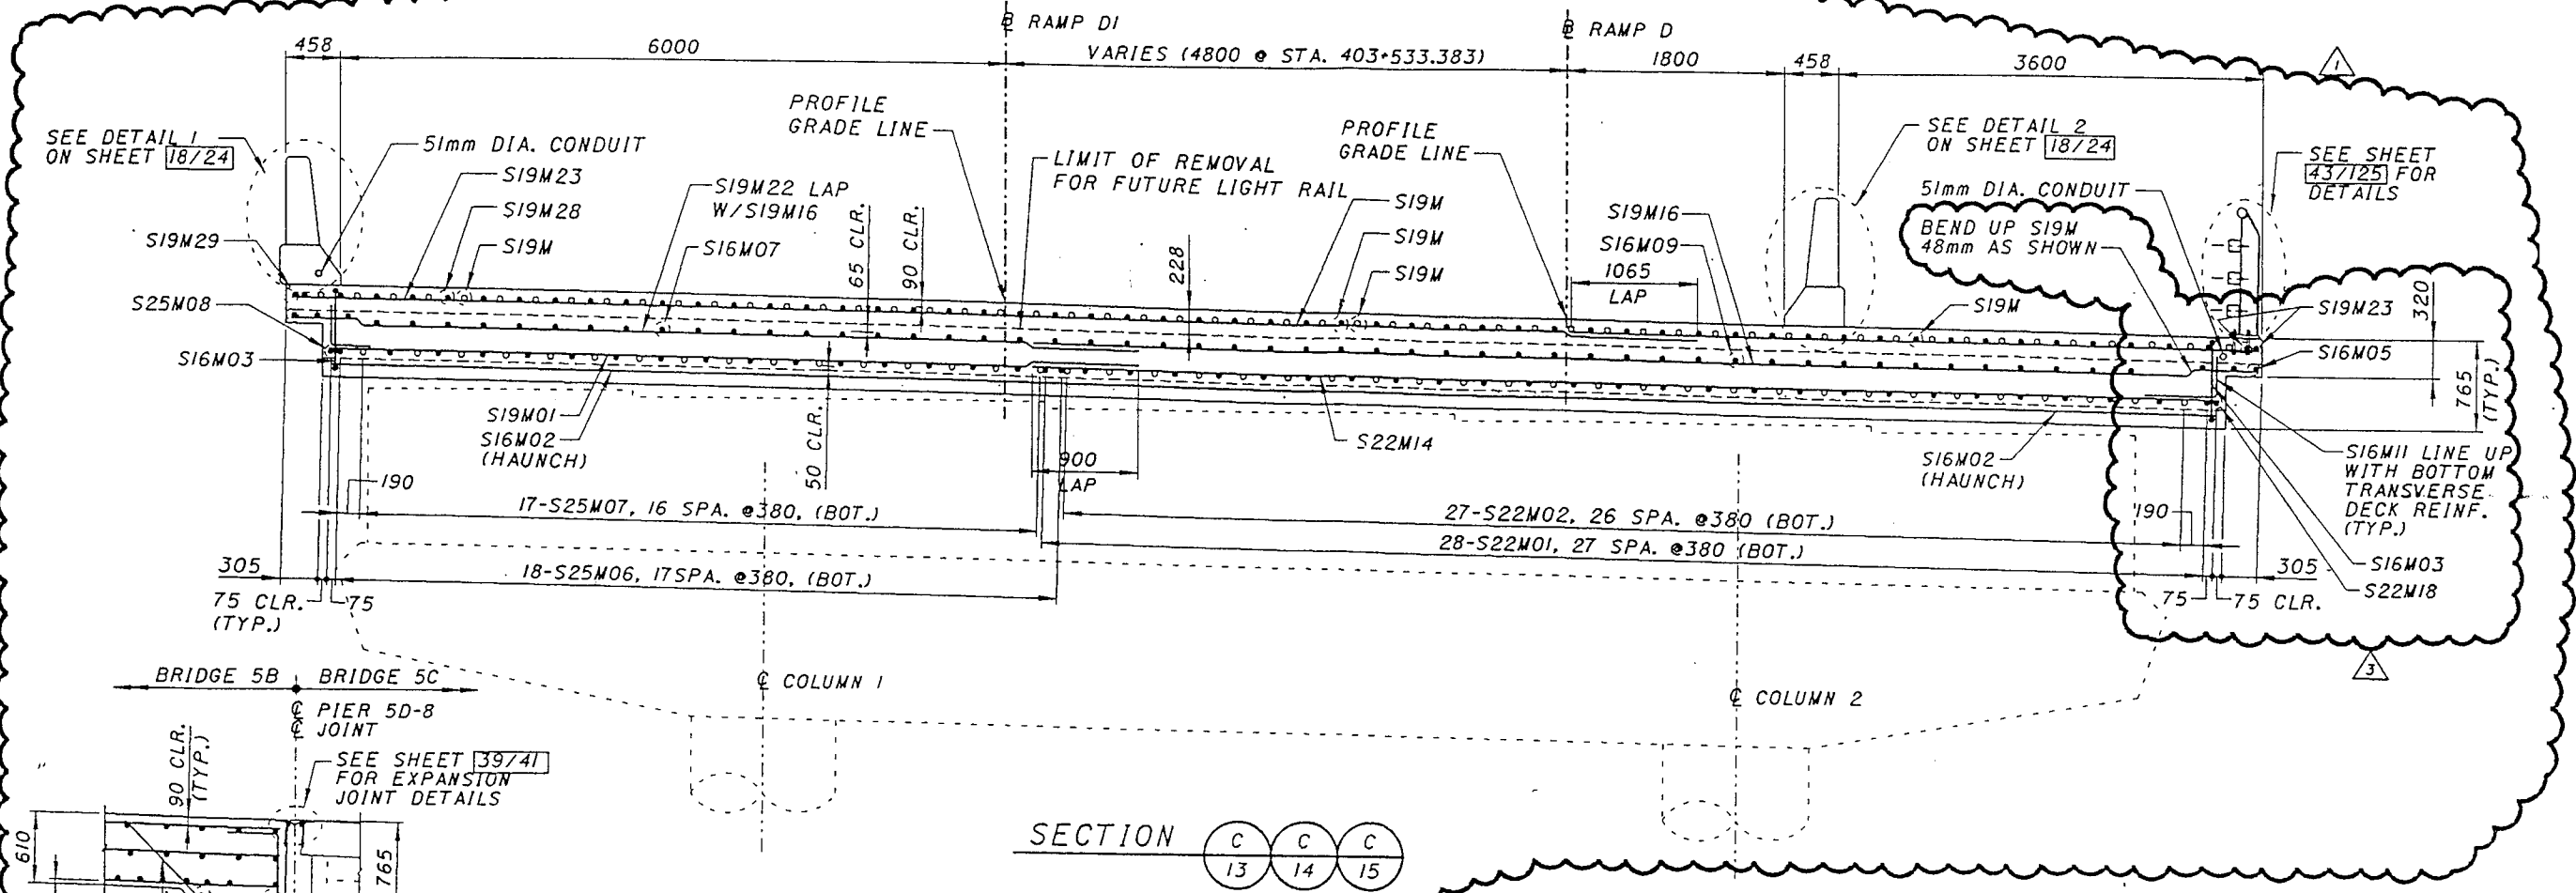 ℄ RAMP D1
℄ RAMP D
458
6000
VARIES (4800 @ STA. 403+533.383)
1800
458
3600
1
PROFILE
GRADE LINE
PROFILE
GRADE LINE
SEE DETAIL 1
ON SHEET 18/24
51mm DIA. CONDUIT
S19M23
S19M28
S19M
S19M22 LAP
W/S19M16
S16M07
65 CLR.
90 CLR.
LIMIT OF REMOVAL
FOR FUTURE LIGHT RAIL
228
S19M
S19M
S19M
S19M16
S16M09
1065
LAP
SEE DETAIL 2
ON SHEET 18/24
51mm DIA. CONDUIT
BEND UP S19M
48mm AS SHOWN
SEE SHEET
43/125 FOR
DETAILS
S19M
S19M29
S25M08
S16M03
S19M23
320
S16M05
765
(TYP.)
S19M01
S16M02
(HAUNCH)
50 CLR.
900
LAP
S22M14
S16M02
(HAUNCH)
S16M11 LINE UP
WITH BOTTOM
TRANSVERSE
DECK REINF.
(TYP.)
190
17-S25M07, 16 SPA. @380, (BOT.)
27-S22M02, 26 SPA. @380 (BOT.)
190
28-S22M01, 27 SPA. @380 (BOT.)
305
18-S25M06, 17SPA. @380, (BOT.)
S16M03
305
S22M18
75 CLR.
(TYP.)
75
75
75 CLR.
3
BRIDGE 5B
BRIDGE 5C
℄ COLUMN 1
℄ COLUMN 2
℄ PIER 5D-8
℄ JOINT
90 CLR.
(TYP.)
SEE SHEET 39/41
FOR EXPANSION
JOINT DETAILS
610
765
SECTION
C
13
C
14
C
15